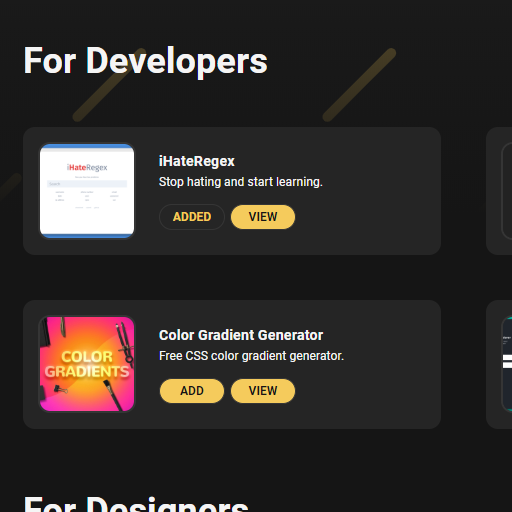 For Developers
iHateRegex
iHateRegex
Stop hating and start learning.
ADDED
VIEW
COLOR
GRADIENTS
Color Gradient Generator
Free CSS color gradient generator.
ADD
VIEW
For Designers